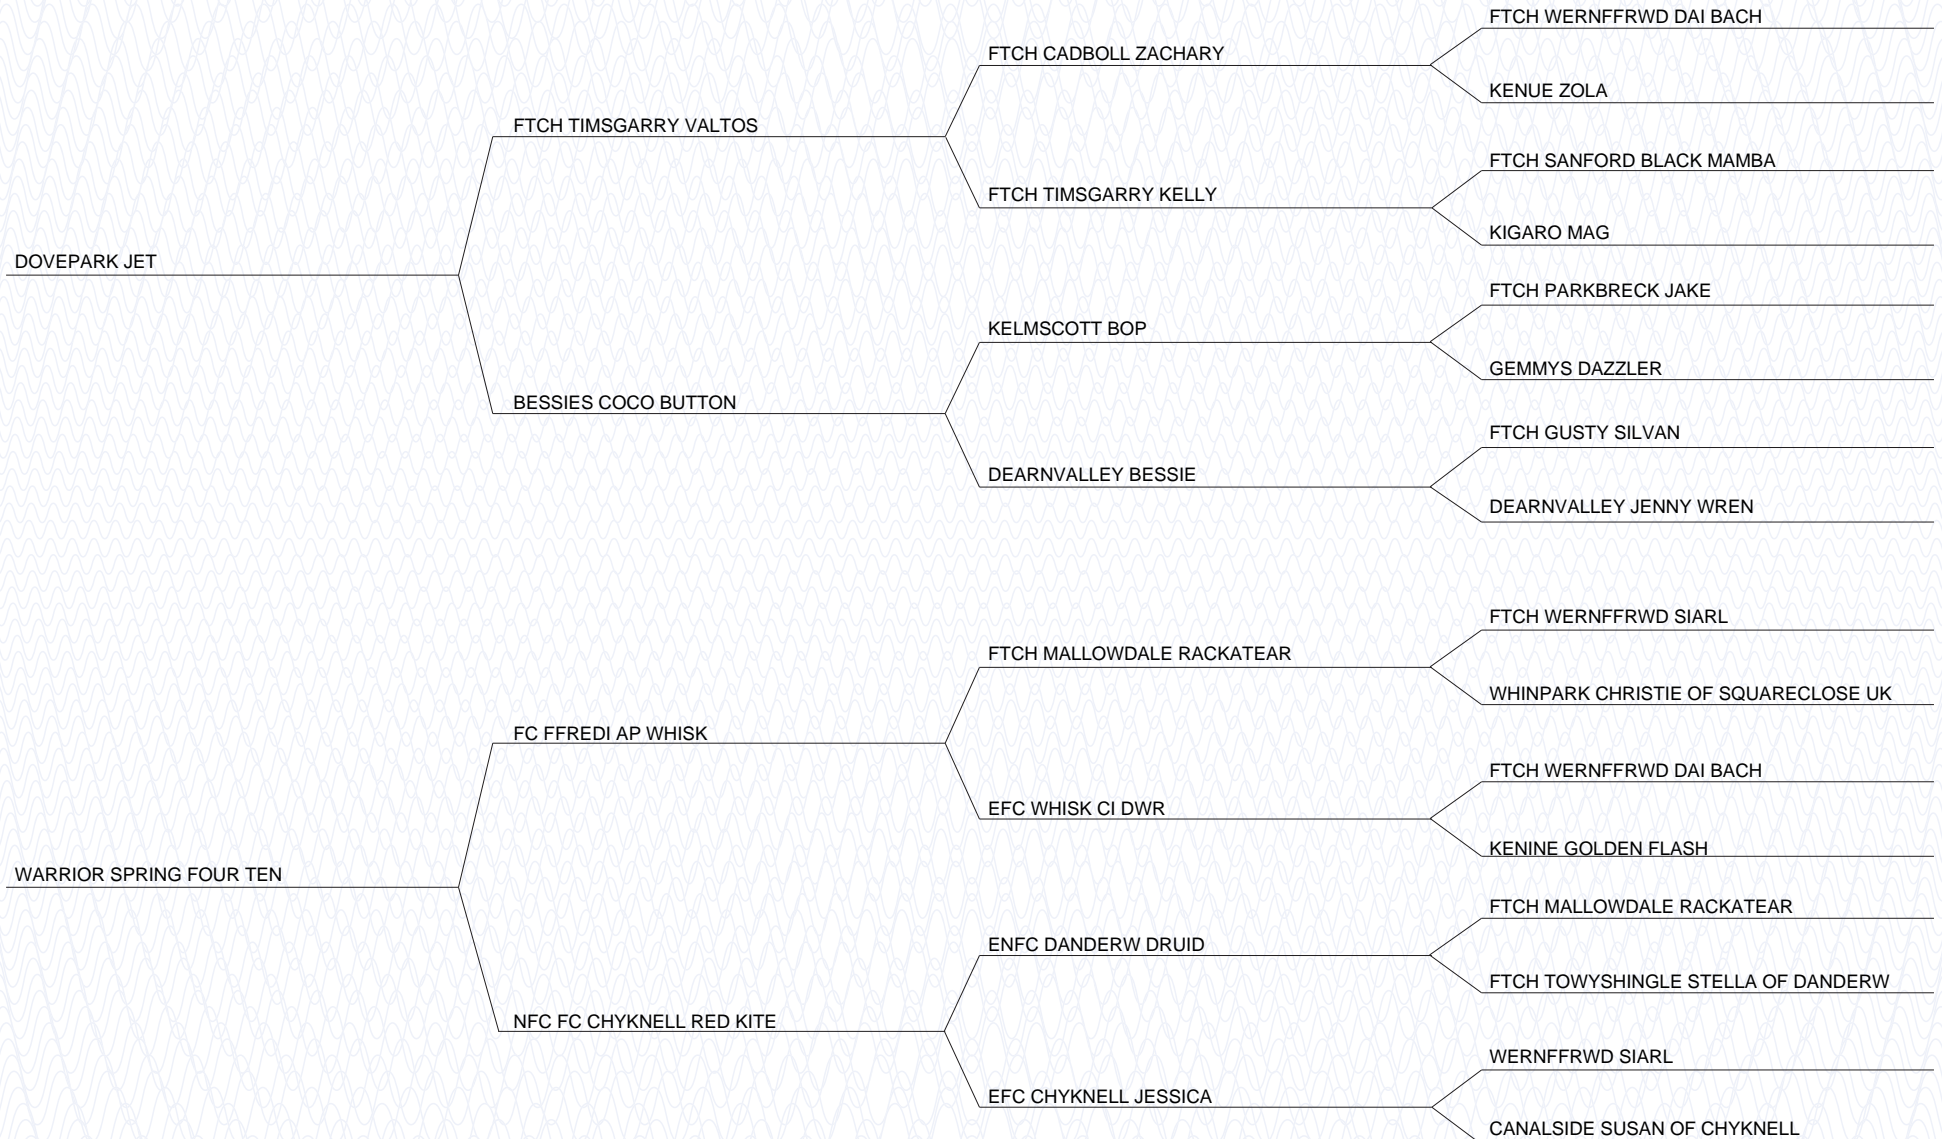 FTCH WERNFFRWD DAI BACH
FTCH CADBOLL ZACHARY
KENUE ZOLA
FTCH TIMSGARRY VALTOS
FTCH SANFORD BLACK MAMBA
FTCH TIMSGARRY KELLY
KIGARO MAG
DOVEPARK JET
FTCH PARKBRECK JAKE
KELMSCOTT BOP
GEMMYS DAZZLER
BESSIES COCO BUTTON
FTCH GUSTY SILVAN
DEARNVALLEY BESSIE
DEARNVALLEY JENNY WREN
FTCH WERNFFRWD SIARL
FTCH MALLOWDALE RACKATEAR
WHINPARK CHRISTIE OF SQUARECLOSE UK
FC FFREDI AP WHISK
FTCH WERNFFRWD DAI BACH
EFC WHISK CI DWR
KENINE GOLDEN FLASH
WARRIOR SPRING FOUR TEN
FTCH MALLOWDALE RACKATEAR
ENFC DANDERW DRUID
FTCH TOWYSHINGLE STELLA OF DANDERW
NFC FC CHYKNELL RED KITE
WERNFFRWD SIARL
EFC CHYKNELL JESSICA
CANALSIDE SUSAN OF CHYKNELL